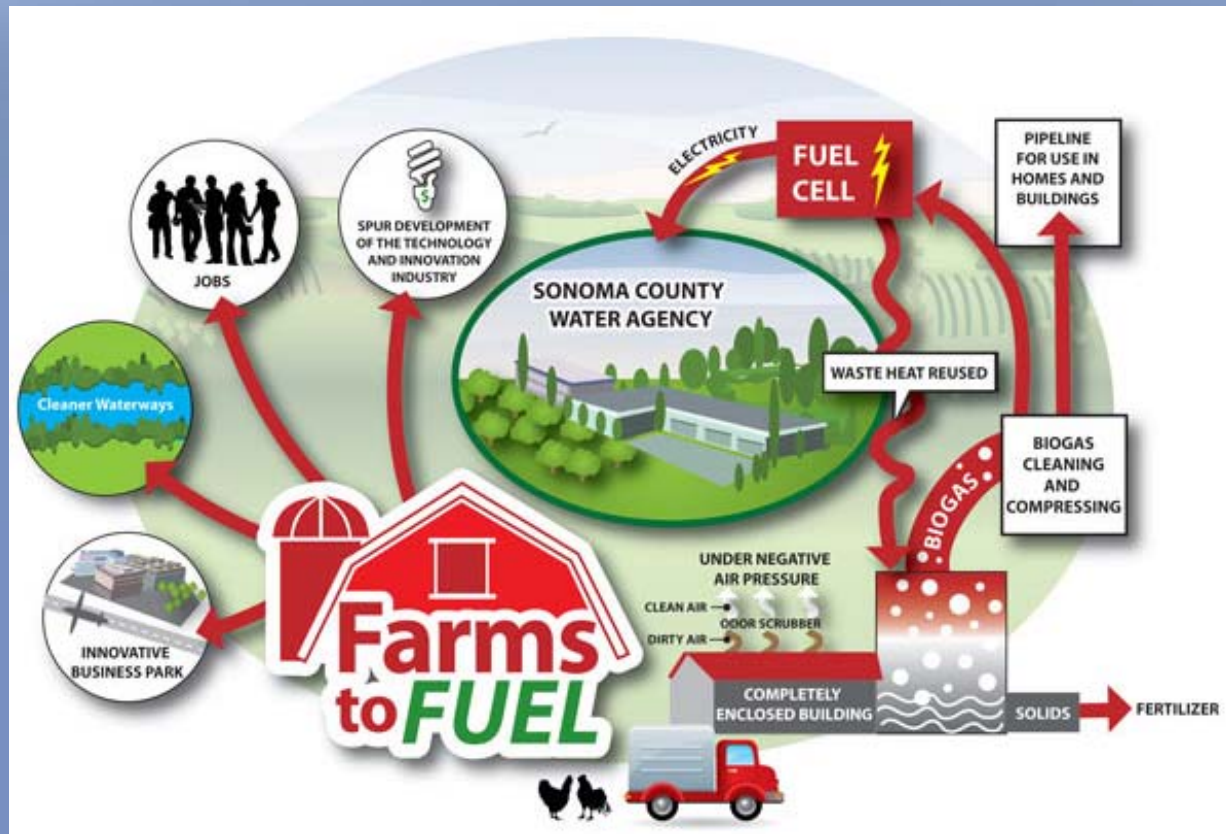 ELECTRICITY
FUEL
CELL
PIPELINE
FOR USE IN
HOMES AND
BUILDINGS
$
SPUR DEVELOPMENT
OF THE TECHNOLOGY
AND INNOVATION
INDUSTRY
JOBS
SONOMA COUNTY
WATER AGENCY
WASTE HEAT REUSED
Cleaner Waterways
BIOGAS
CLEANING
AND
COMPRESSING
BIOGAS
UNDER NEGATIVE
AIR PRESSURE
CLEAN AIR
ODOR SCRUBBER
DIRTY AIR
INNOVATIVE
BUSINESS PARK
Farms
to FUEL
COMPLETELY
ENCLOSED BUILDING
SOLIDS
FERTILIZER